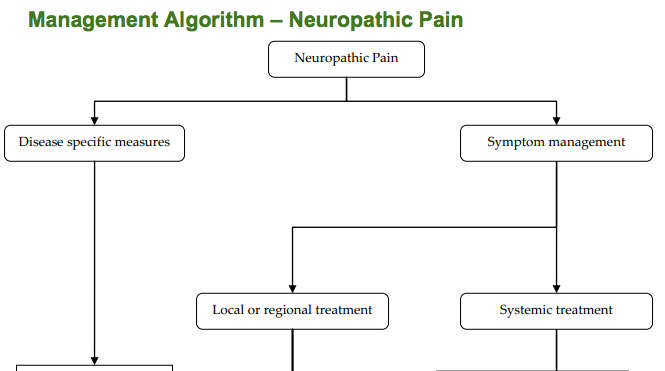 Management Algorithm – Neuropathic Pain
Neuropathic Pain
Disease specific measures
Symptom management
Local or regional treatment
Systemic treatment